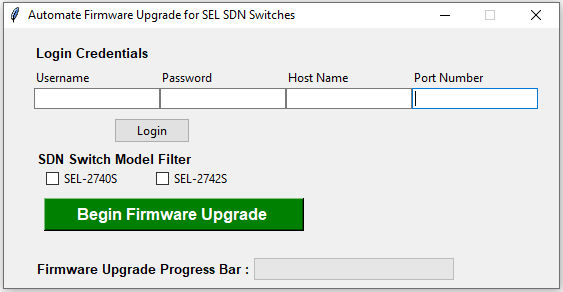 Automate Firmware Upgrade for SEL SDN Switches
Login Credentials
Username Password Host Name Port Number
Login
SDN Switch Model Filter
SEL-2740S SEL-2742S
Begin Firmware Upgrade
Firmware Upgrade Progress Bar :